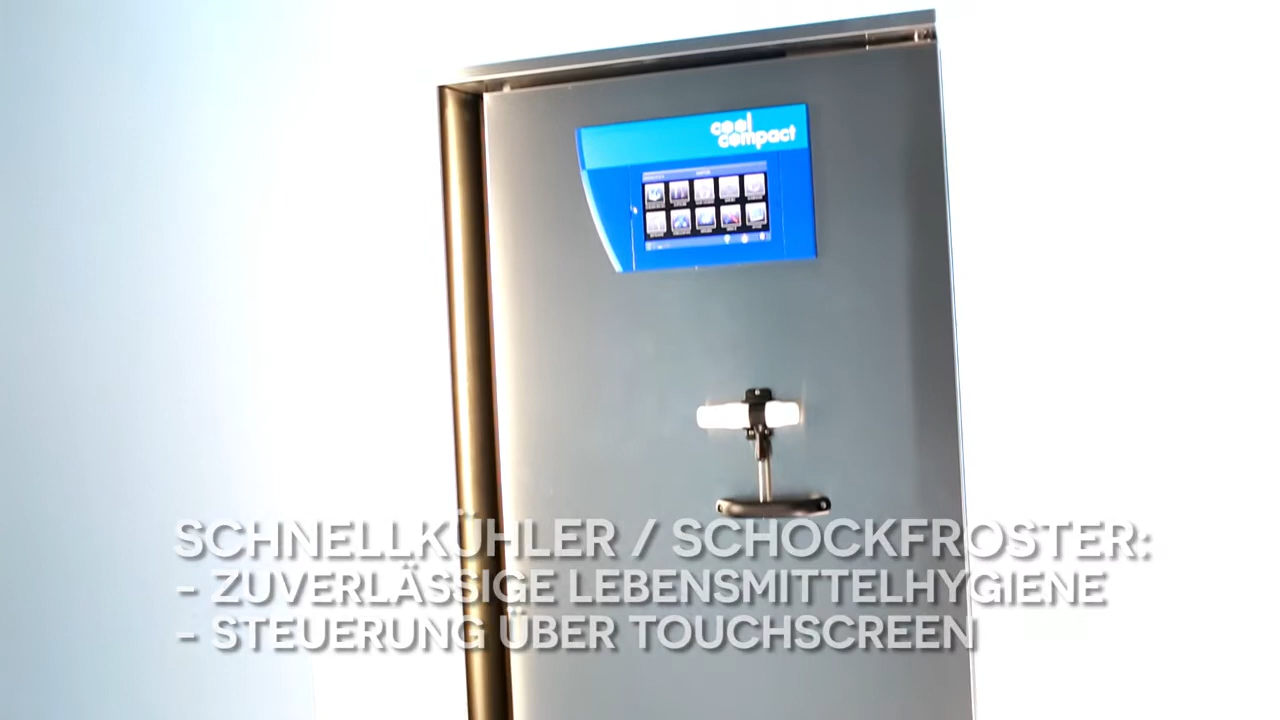 cool
compact
SCHNELLKÜHLER / SCHOCKFROSTER:
- ZUVERLÄSSIGE LEBENSMITTELHYGIENE
- STEUERUNG ÜBER TOUCHSCREEN